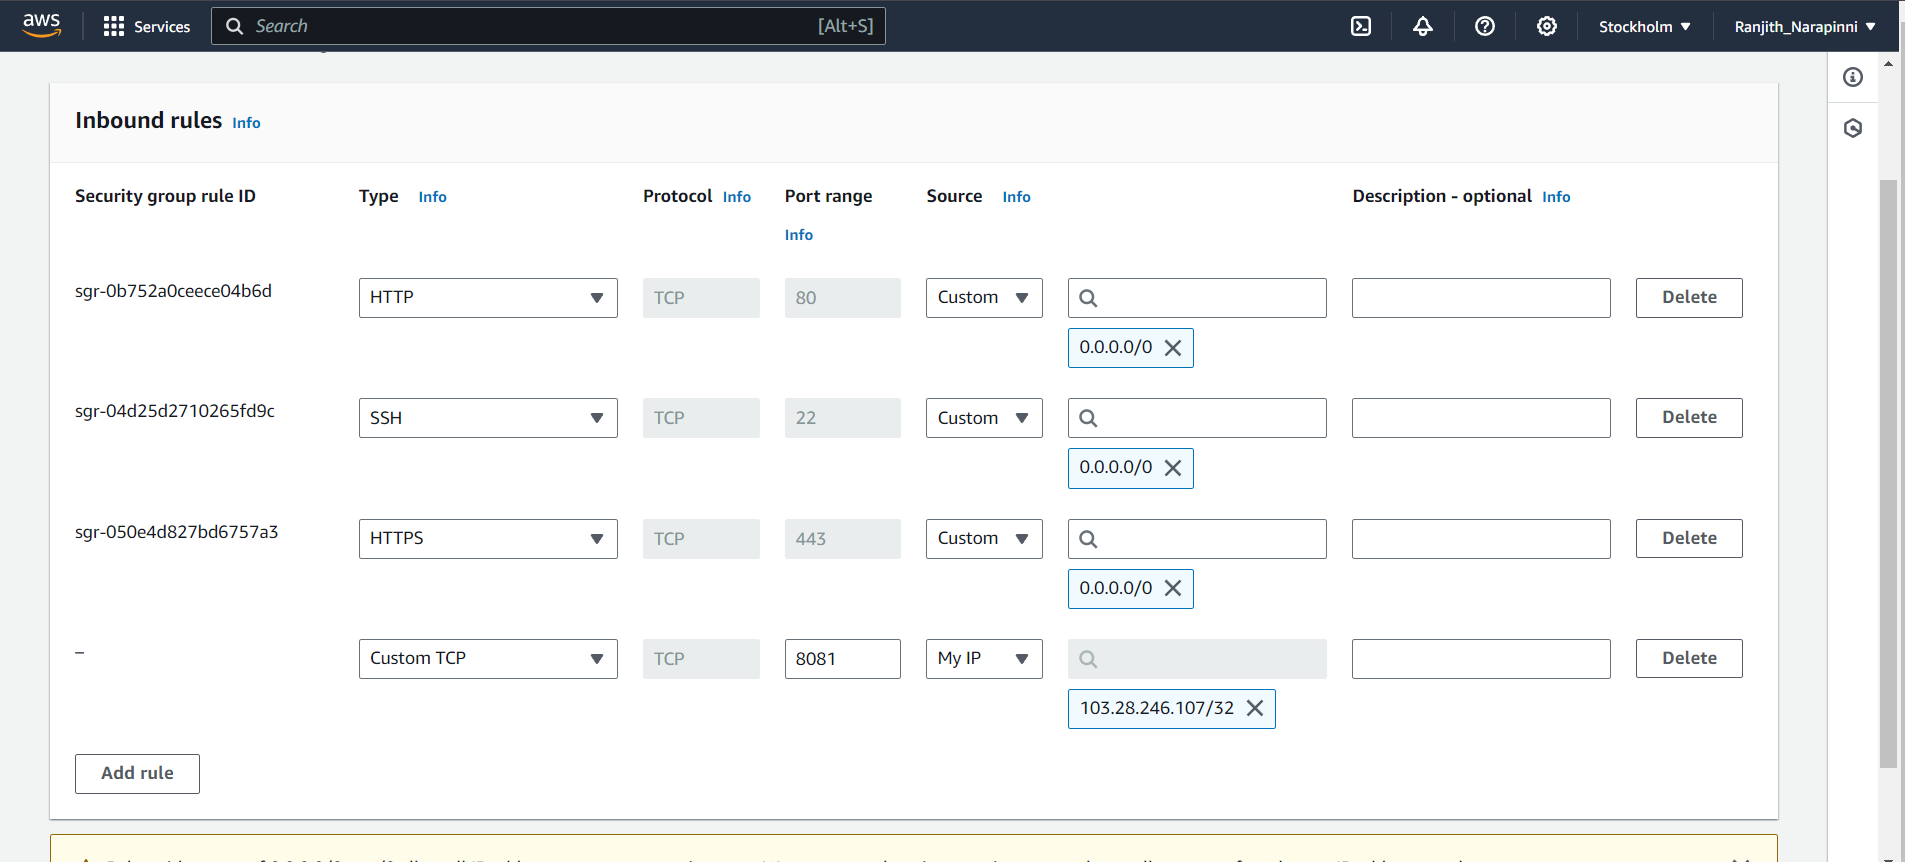 aws Services Search [Alt+S] Stockholm Ranjith_Narapinni
Inbound rules Info
Security group rule ID Type Info Protocol Info Port range Source Info Description - optional Info
Info
sgr-0b752a0ceece04b6d HTTP TCP 80 Custom Delete
0.0.0.0/0
sgr-04d25d2710265fd9c SSH TCP 22 Custom Delete
0.0.0.0/0
sgr-050e4d827bd6757a3 HTTPS TCP 443 Custom Delete
0.0.0.0/0
– Custom TCP TCP 8081 My IP Delete
103.28.246.107/32
Add rule